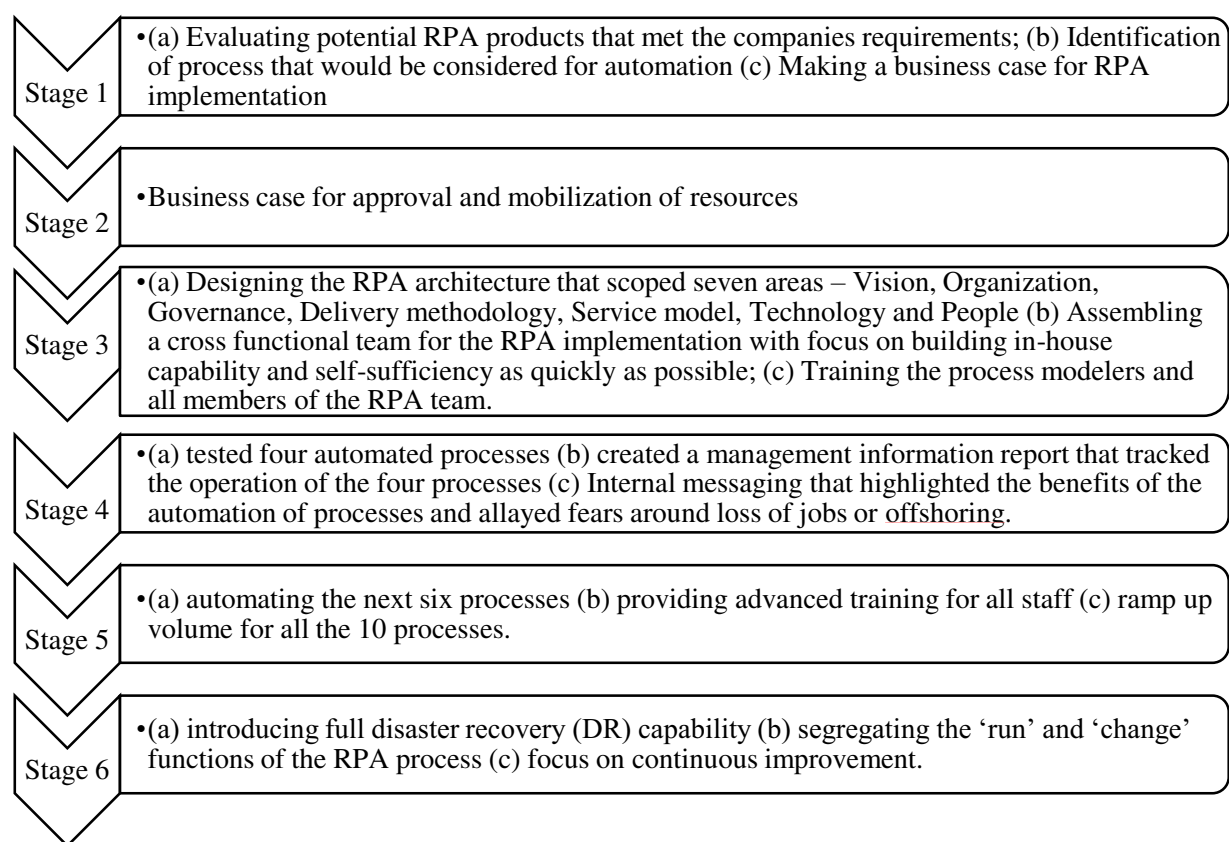 Stage 1
•(a) Evaluating potential RPA products that met the companies requirements; (b) Identification
of process that would be considered for automation (c) Making a business case for RPA
implementation
Stage 2
•Business case for approval and mobilization of resources
Stage 3
•(a) Designing the RPA architecture that scoped seven areas – Vision, Organization,
Governance, Delivery methodology, Service model, Technology and People (b) Assembling
a cross functional team for the RPA implementation with focus on building in-house
capability and self-sufficiency as quickly as possible; (c) Training the process modelers and
all members of the RPA team.
Stage 4
•(a) tested four automated processes (b) created a management information report that tracked
the operation of the four processes (c) Internal messaging that highlighted the benefits of the
automation of processes and allayed fears around loss of jobs or offshoring.
Stage 5
•(a) automating the next six processes (b) providing advanced training for all staff (c) ramp up
volume for all the 10 processes.
Stage 6
•(a) introducing full disaster recovery (DR) capability (b) segregating the ‘run’ and ‘change’
functions of the RPA process (c) focus on continuous improvement.